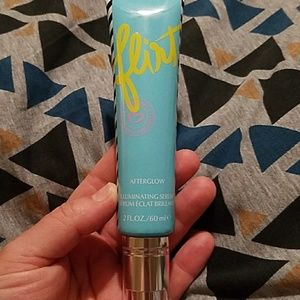 flirt
AFTERGLOW
ILLUMINATING SERUM
SÉRUM ÉCLAT BRILLANT
2 FL.OZ./60 ml ℮